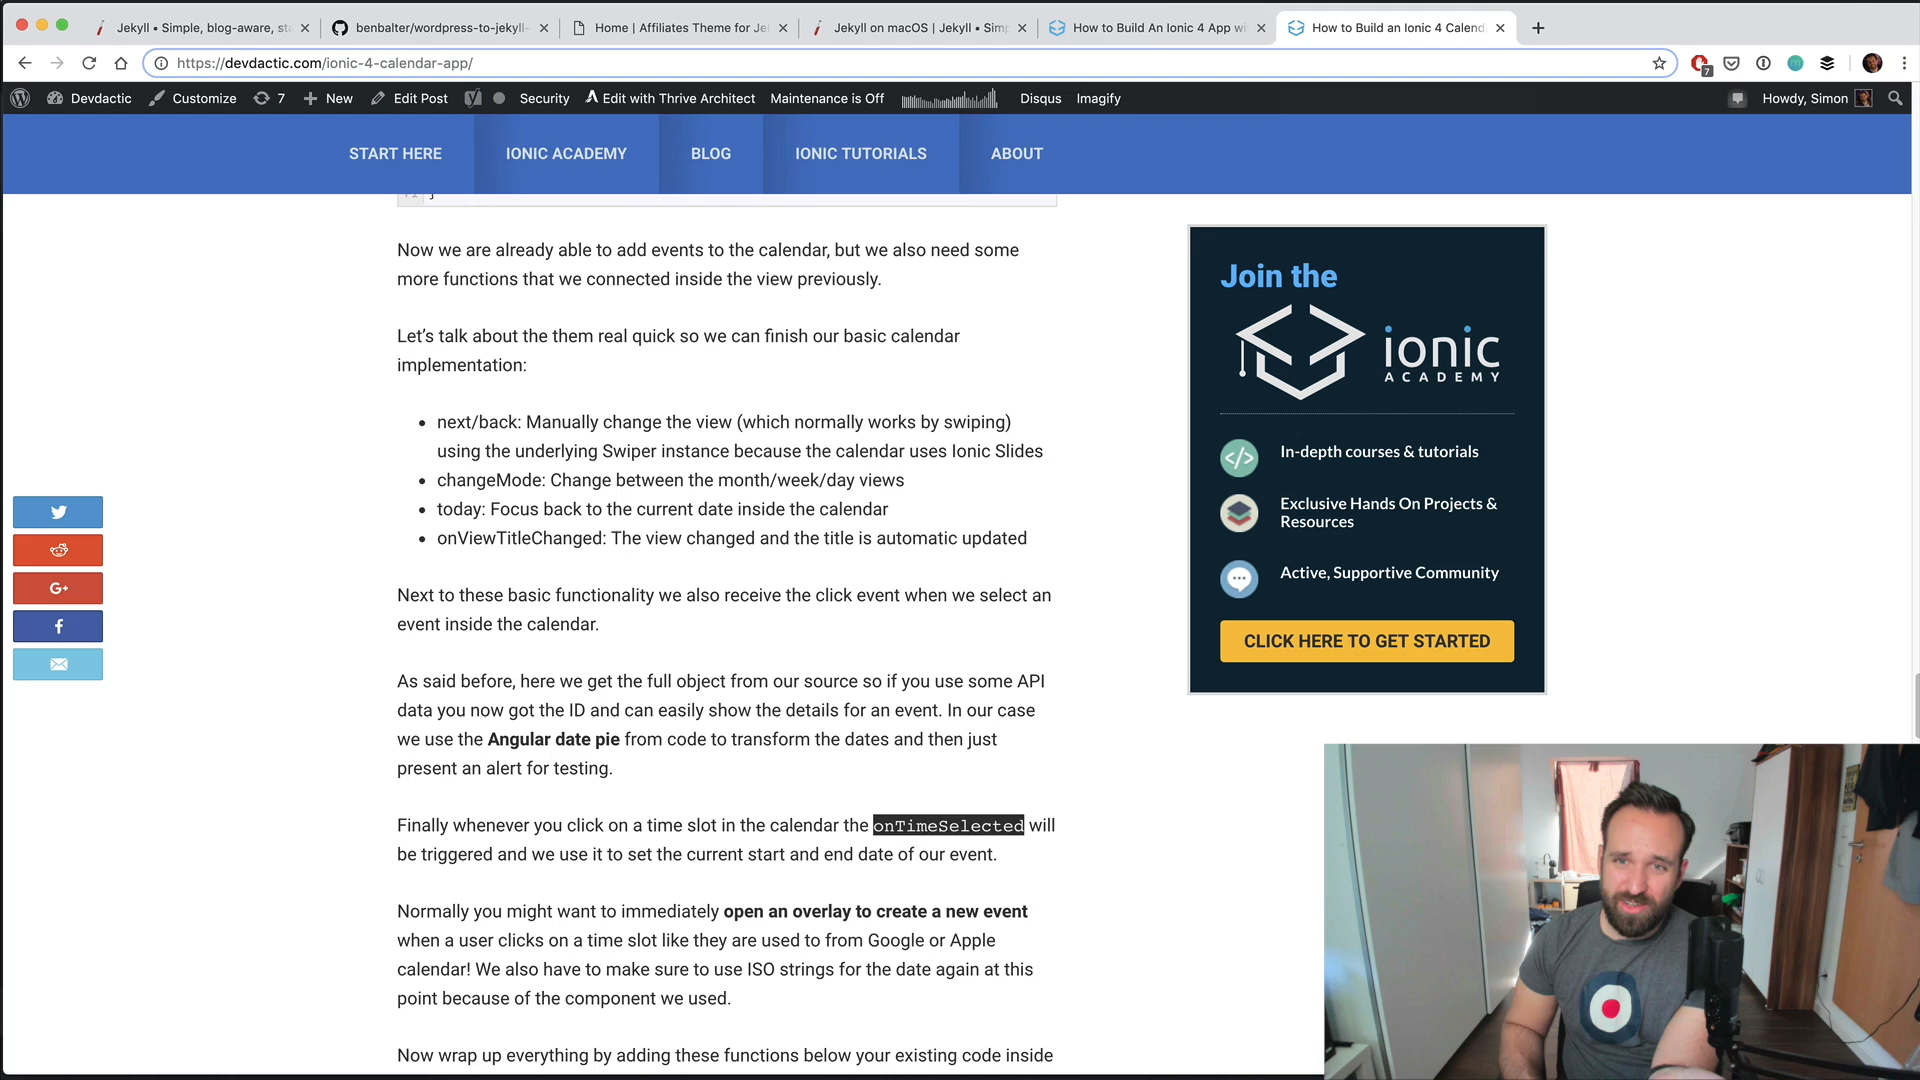 Jekyll • Simple, blog-aware, sta
benbalter/wordpress-to-jekyll-
Home | Affiliates Theme for Jek
Jekyll on macOS | Jekyll • Simp
How to Build An Ionic 4 App wi
How to Build an Ionic 4 Calend
https://devdactic.com/ionic-4-calendar-app/
7
Devdactic
Customize
7
New
Edit Post
Security
Edit with Thrive Architect
Maintenance is Off
Disqus
Imagify
Howdy, Simon
START HERE
IONIC ACADEMY
BLOG
IONIC TUTORIALS
ABOUT
Now we are already able to add events to the calendar, but we also need some
more functions that we connected inside the view previously.
Let’s talk about the them real quick so we can finish our basic calendar
implementation:
• next/back: Manually change the view (which normally works by swiping)
using the underlying Swiper instance because the calendar uses Ionic Slides
• changeMode: Change between the month/week/day views
• today: Focus back to the current date inside the calendar
• onViewTitleChanged: The view changed and the title is automatic updated
Next to these basic functionality we also receive the click event when we select an
event inside the calendar.
As said before, here we get the full object from our source so if you use some API
data you now got the ID and can easily show the details for an event. In our case
we use the Angular date pie from code to transform the dates and then just
present an alert for testing.
Finally whenever you click on a time slot in the calendar the onTimeSelected will
be triggered and we use it to set the current start and end date of our event.
Normally you might want to immediately open an overlay to create a new event
when a user clicks on a time slot like they are used to from Google or Apple
calendar! We also have to make sure to use ISO strings for the date again at this
point because of the component we used.
Now wrap up everything by adding these functions below your existing code inside
G+
Join the
ionic
ACADEMY
In-depth courses & tutorials
Exclusive Hands On Projects &
Resources
Active, Supportive Community
CLICK HERE TO GET STARTED